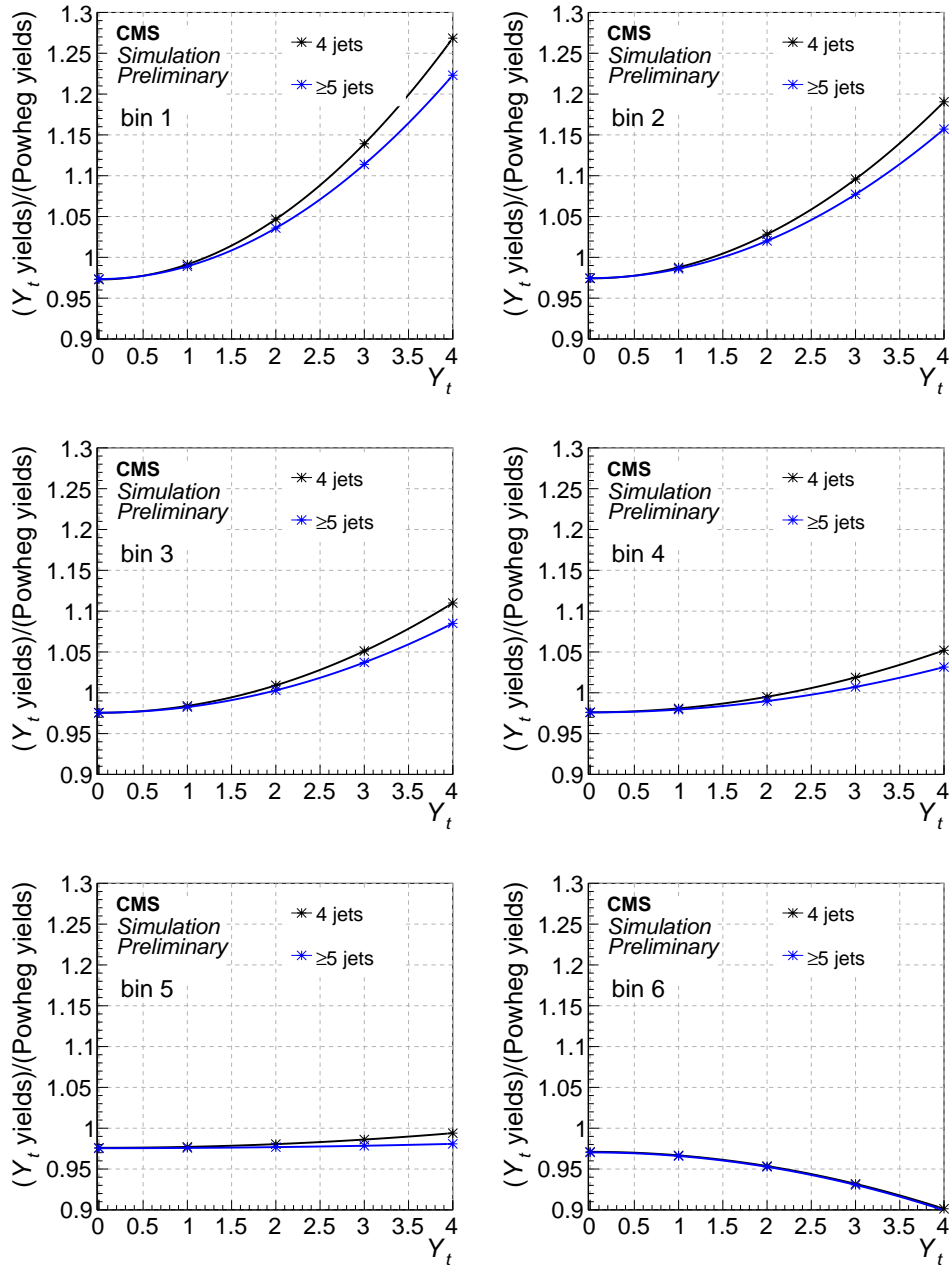 1.3
1.25
1.2
1.15
1.1
1.05
1
0.95
0.9
(Y_t yields)/(Powheg yields)
CMS
Simulation
Preliminary
bin 1
4 jets
≥5 jets
0 0.5 1 1.5 2 2.5 3 3.5 4
Y_t
1.3
1.25
1.2
1.15
1.1
1.05
1
0.95
0.9
(Y_t yields)/(Powheg yields)
CMS
Simulation
Preliminary
bin 2
4 jets
≥5 jets
0 0.5 1 1.5 2 2.5 3 3.5 4
Y_t
1.3
1.25
1.2
1.15
1.1
1.05
1
0.95
0.9
(Y_t yields)/(Powheg yields)
CMS
Simulation
Preliminary
bin 3
4 jets
≥5 jets
0 0.5 1 1.5 2 2.5 3 3.5 4
Y_t
1.3
1.25
1.2
1.15
1.1
1.05
1
0.95
0.9
(Y_t yields)/(Powheg yields)
CMS
Simulation
Preliminary
bin 4
4 jets
≥5 jets
0 0.5 1 1.5 2 2.5 3 3.5 4
Y_t
1.3
1.25
1.2
1.15
1.1
1.05
1
0.95
0.9
(Y_t yields)/(Powheg yields)
CMS
Simulation
Preliminary
bin 5
4 jets
≥5 jets
0 0.5 1 1.5 2 2.5 3 3.5 4
Y_t
1.3
1.25
1.2
1.15
1.1
1.05
1
0.95
0.9
(Y_t yields)/(Powheg yields)
CMS
Simulation
Preliminary
bin 6
4 jets
≥5 jets
0 0.5 1 1.5 2 2.5 3 3.5 4
Y_t